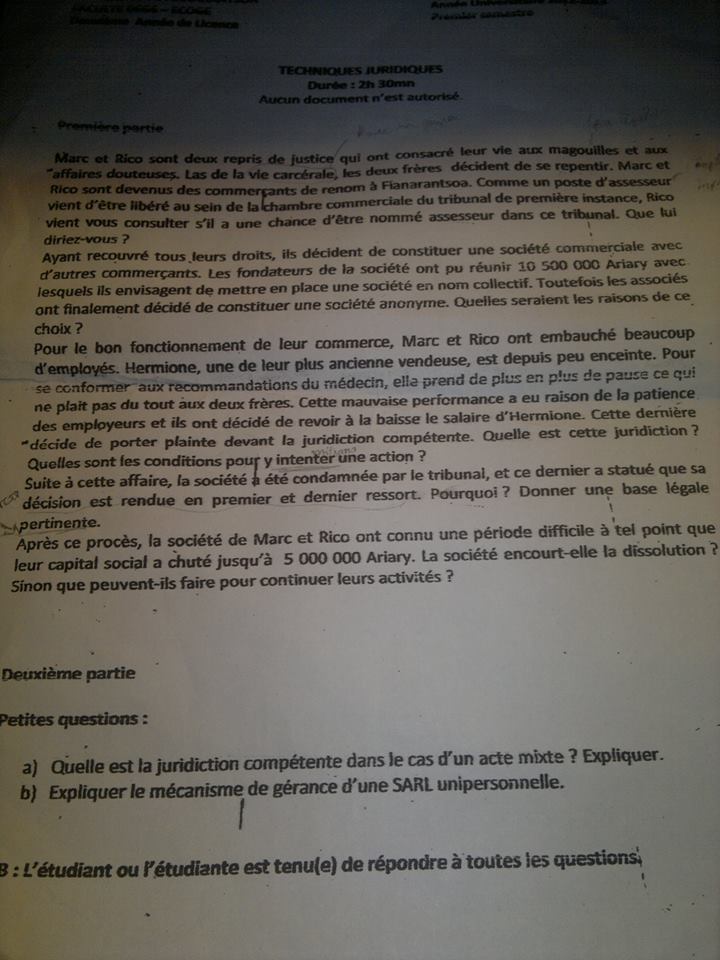 FACULTE DEGS – ECOGE
Deuxième Année de Licence
Premier semestre
TECHNIQUES JURIDIQUES
Durée : 2h 30mn
Aucun document n'est autorisé.
Première partie
Marc et Rico sont deux repris de justice qui ont consacré leur vie aux magouilles et aux
affaires douteuses. Las de la vie carcérale, les deux frères décident de se repentir. Marc et
Rico sont devenus des commerçants de renom à Fianarantsoa. Comme un poste d'assesseur
vient d'être libéré au sein de la chambre commerciale du tribunal de première instance, Rico
vient vous consulter s'il a une chance d'être nommé assesseur dans ce tribunal. Que lui
diriez-vous ?
Ayant recouvré tous leurs droits, ils décident de constituer une société commerciale avec
d'autres commerçants. Les fondateurs de la société ont pu réunir 10 500 000 Ariary avec
lesquels ils envisagent de mettre en place une société en nom collectif. Toutefois les associés
ont finalement décidé de constituer une société anonyme. Quelles seraient les raisons de ce
choix ?
Pour le bon fonctionnement de leur commerce, Marc et Rico ont embauché beaucoup
d'employés. Hermione, une de leur plus ancienne vendeuse, est depuis peu enceinte. Pour
se conformer aux recommandations du médecin, elle prend de plus en plus de pause ce qui
ne plait pas du tout aux deux frères. Cette mauvaise performance a eu raison de la patience
des employeurs et ils ont décidé de revoir à la baisse le salaire d'Hermione. Cette dernière
décide de porter plainte devant la juridiction compétente. Quelle est cette juridiction ?
Quelles sont les conditions pour y intenter une action ?
Suite à cette affaire, la société a été condamnée par le tribunal, et ce dernier a statué que sa
décision est rendue en premier et dernier ressort. Pourquoi ? Donner une base légale
pertinente.
Après ce procès, la société de Marc et Rico ont connu une période difficile à tel point que
leur capital social a chuté jusqu'à 5 000 000 Ariary. La société encourt-elle la dissolution ?
Sinon que peuvent-ils faire pour continuer leurs activités ?
Deuxième partie
Petites questions :
a) Quelle est la juridiction compétente dans le cas d'un acte mixte ? Expliquer.
b) Expliquer le mécanisme de gérance d'une SARL unipersonnelle.
B : L'étudiant ou l'étudiante est tenu(e) de répondre à toutes les questions.